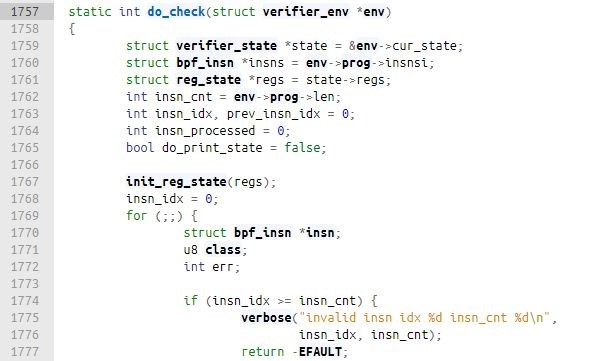 1757 static int do_check(struct verifier_env *env)
1758 {
1759 struct verifier_state *state = &env->cur_state;
1760 struct bpf_insn *insns = env->prog->insnsi;
1761 struct reg_state *regs = state->regs;
1762 int insn_cnt = env->prog->len;
1763 int insn_idx, prev_insn_idx = 0;
1764 int insn_processed = 0;
1765 bool do_print_state = false;
1766
1767 init_reg_state(regs);
1768 insn_idx = 0;
1769 for (;;) {
1770 struct bpf_insn *insn;
1771 u8 class;
1772 int err;
1773
1774 if (insn_idx >= insn_cnt) {
1775 verbose("invalid insn idx %d insn_cnt %d\n",
1776 insn_idx, insn_cnt);
1777 return -EFAULT;